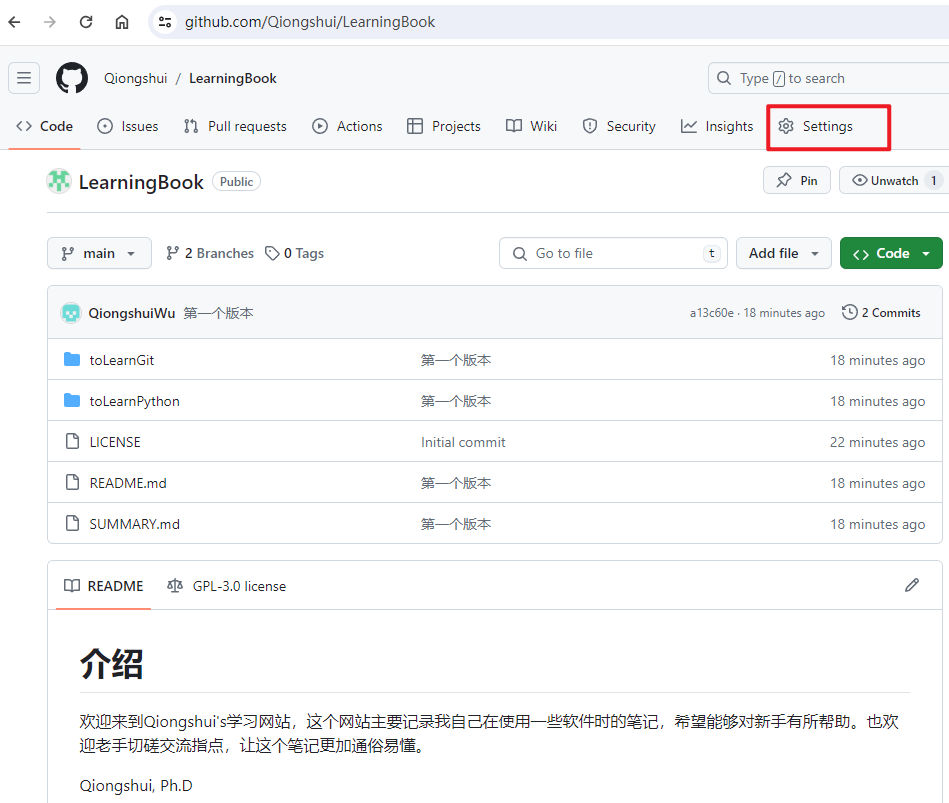 github.com/Qiongshui/LearningBook
Qiongshui / LearningBook
Type / to search
Code Issues Pull requests Actions Projects Wiki Security Insights Settings
LearningBook Public
Pin Unwatch 1
main 2 Branches 0 Tags Go to file t Add file Code
QiongshuiWu 第一个版本 a13c60e · 18 minutes ago 2 Commits
toLearnGit 第一个版本 18 minutes ago
toLearnPython 第一个版本 18 minutes ago
LICENSE Initial commit 22 minutes ago
README.md 第一个版本 18 minutes ago
SUMMARY.md 第一个版本 18 minutes ago
README GPL-3.0 license
介绍
欢迎来到Qiongshui's学习网站，这个网站主要记录我自己在使用一些软件时的笔记，希望能够对新手有所帮助。也欢
迎老手切磋交流指点，让这个笔记更加通俗易懂。
Qiongshui, Ph.D